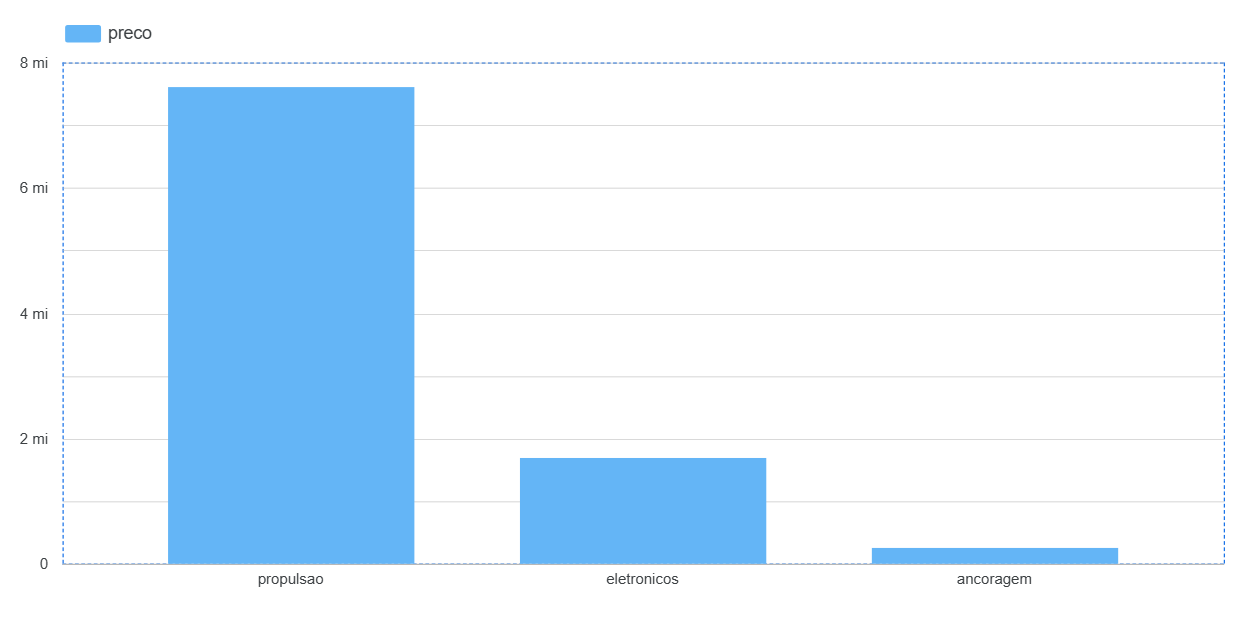 preco
8 mi
6 mi
4 mi
2 mi
0
propulsao
eletronicos
ancoragem